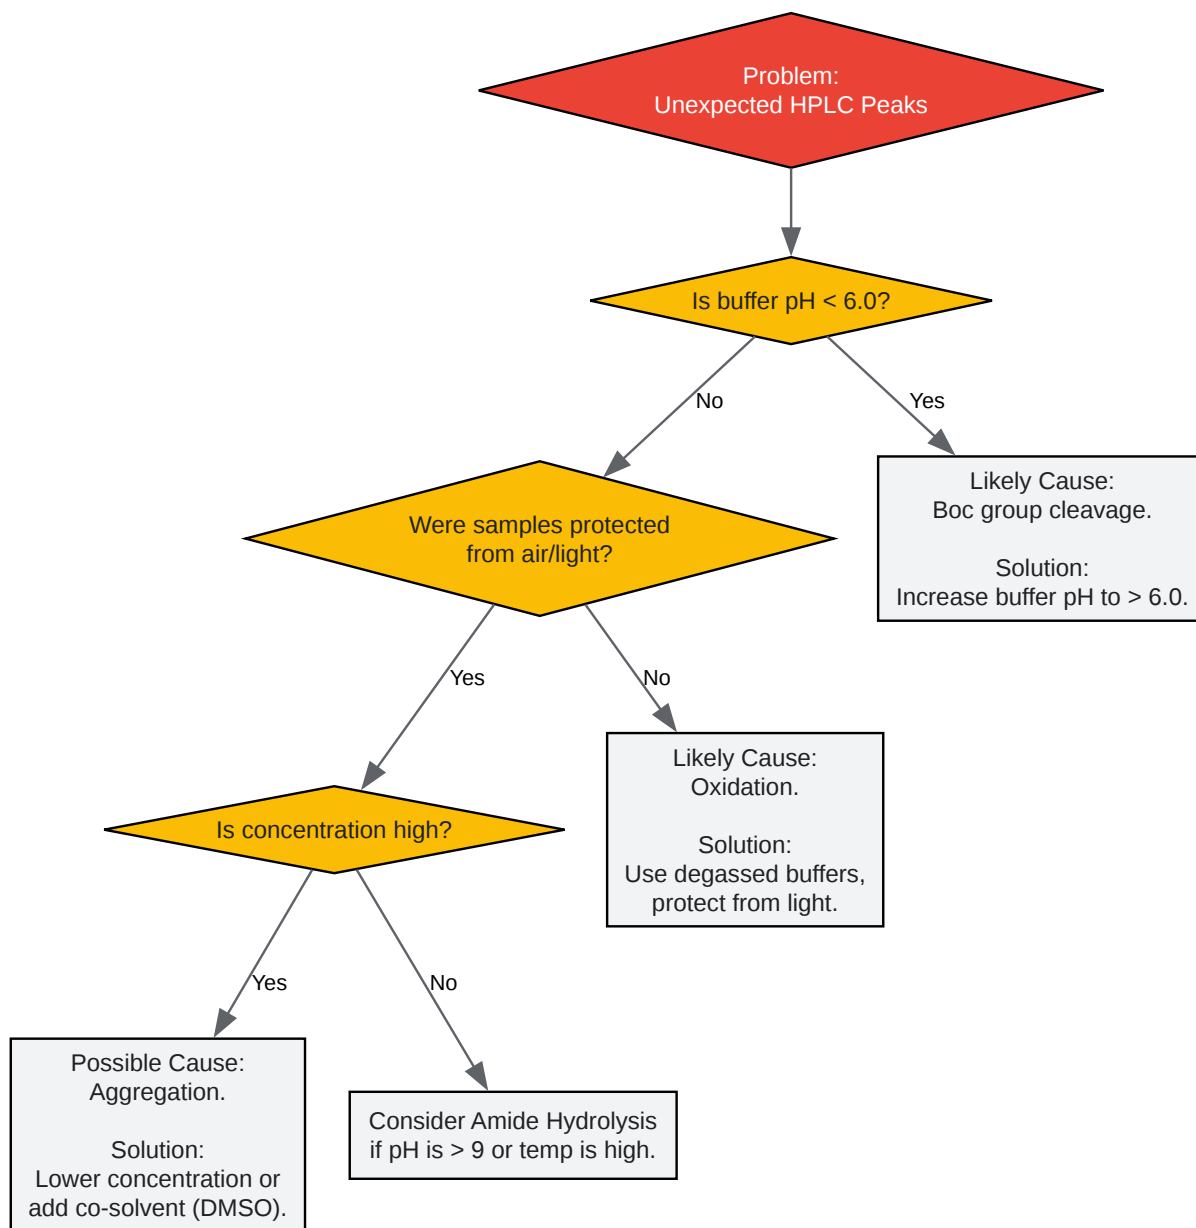 Problem:
Unexpected HPLC Peaks
Is buffer pH < 6.0?
No
Yes
Likely Cause:
Boc group cleavage.
Solution:
Increase buffer pH to > 6.0.
Were samples protected
from air/light?
Yes
No
Likely Cause:
Oxidation.
Solution:
Use degassed buffers,
protect from light.
Is concentration high?
Yes
No
Possible Cause:
Aggregation.
Solution:
Lower concentration or
add co-solvent (DMSO).
Consider Amide Hydrolysis
if pH is > 9 or temp is high.